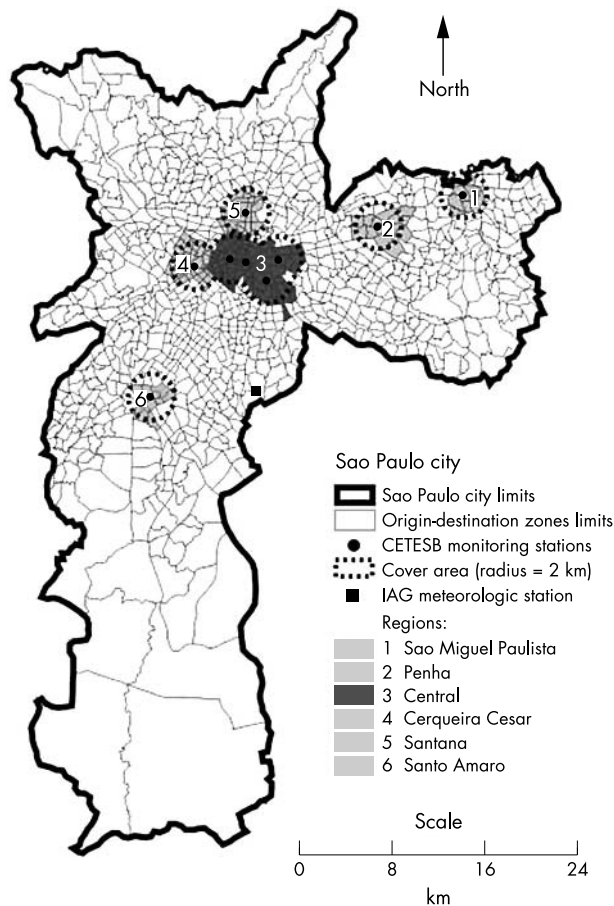 North
1
5
2
4
3
6
Sao Paulo city
Sao Paulo city limits
Origin-destination zones limits
CETESB monitoring stations
Cover area (radius = 2 km)
IAG meteorologic station
Regions:
1 Sao Miguel Paulista
2 Penha
3 Central
4 Cerqueira Cesar
5 Santana
6 Santo Amaro
Scale
0 8 16 24
km